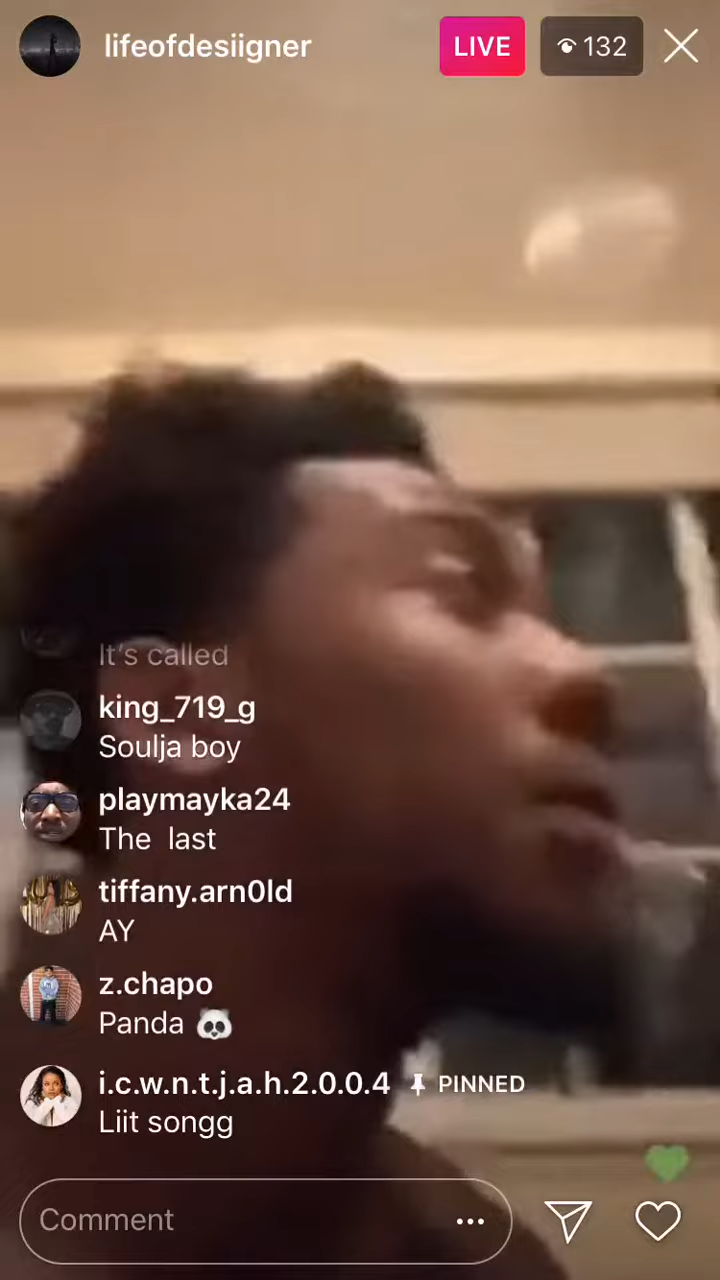 lifeofdesiigner
LIVE
132
It's called
king_719_g
Soulja boy
playmayka24
The  last
tiffany.arn0ld
AY
z.chapo
Panda 🐼
i.c.w.n.t.j.a.h.2.0.0.4 PINNED
Liit songg
Comment